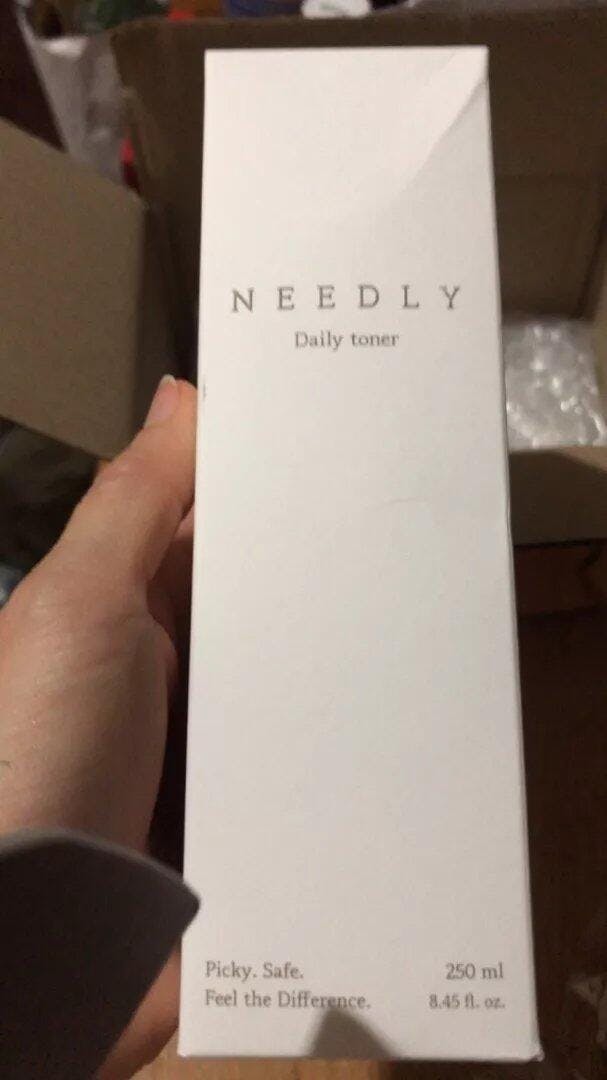 NEEDLY
Daily toner
Picky. Safe.
250 ml
Feel the Difference.
8.45 fl. oz.